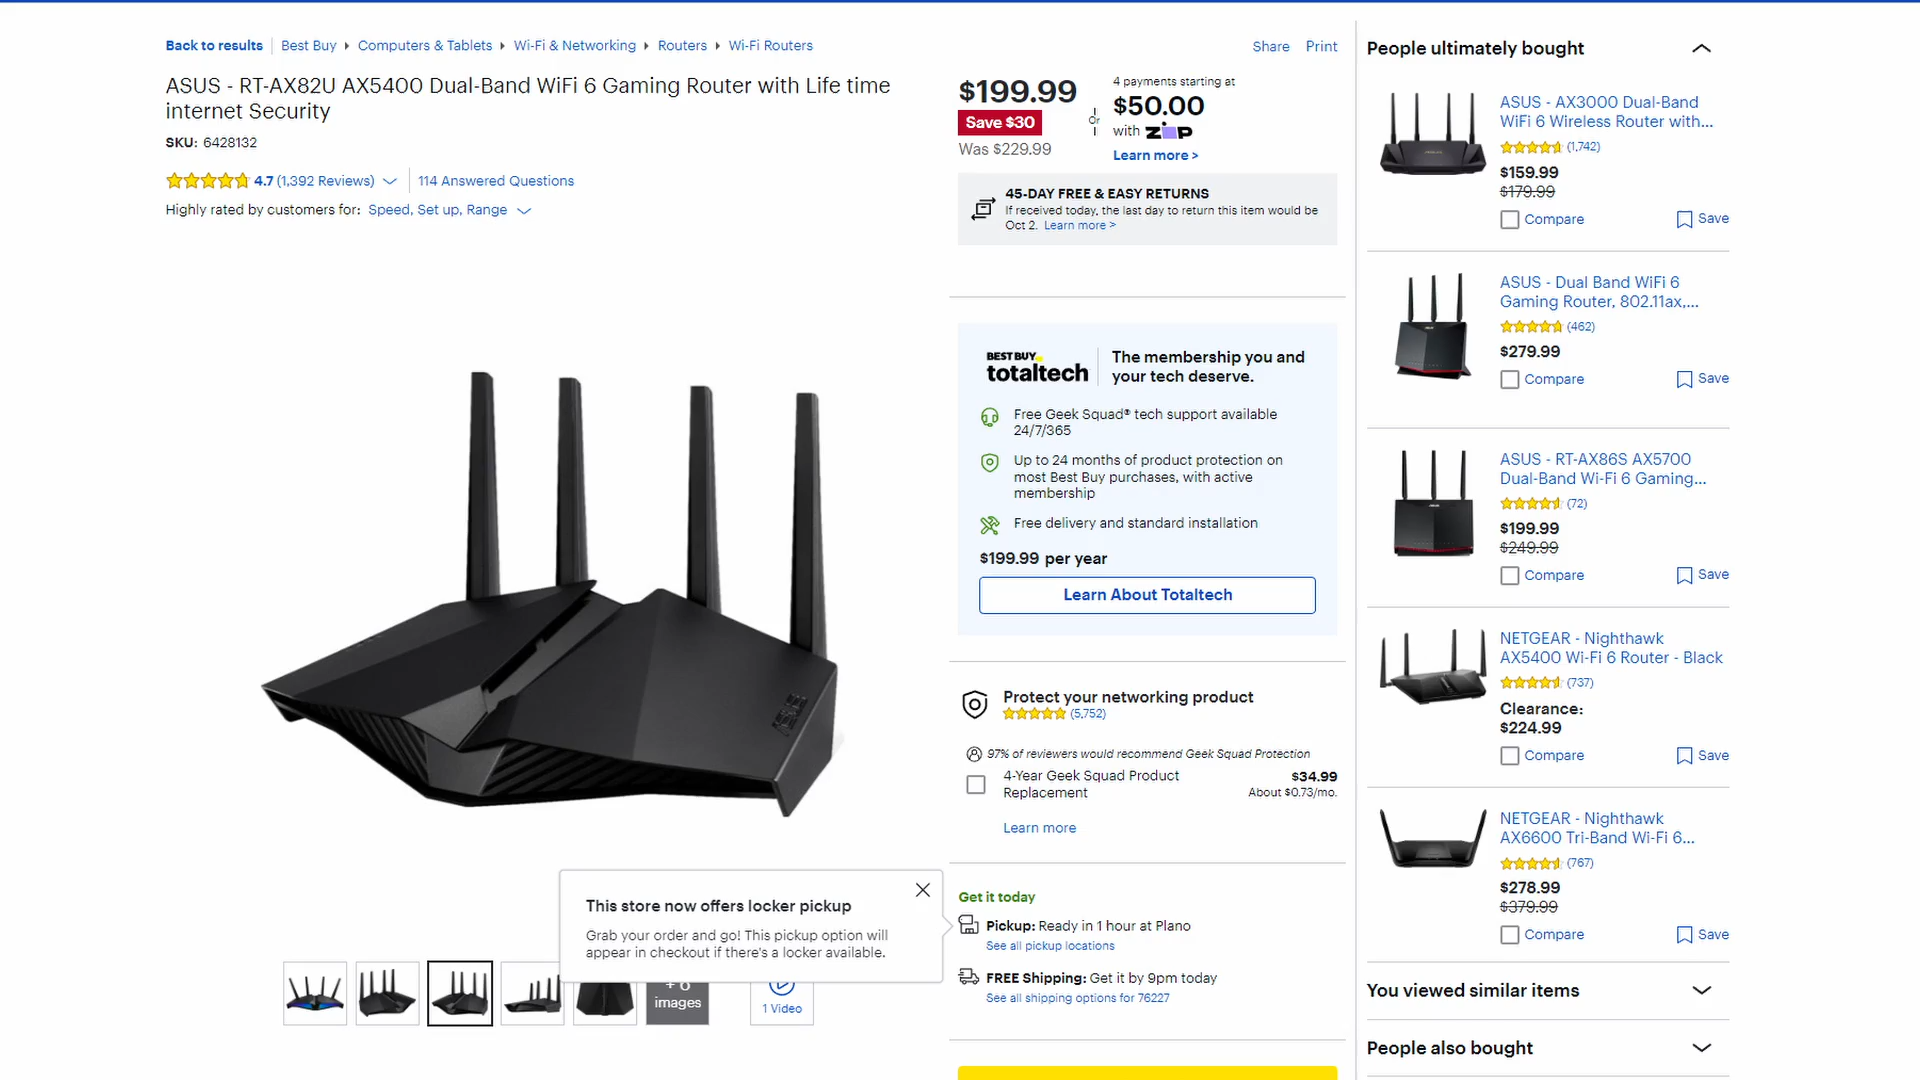 Back to results
Best Buy
Computers & Tablets
Wi-Fi & Networking
Routers
Wi-Fi Routers
Share
Print
ASUS - RT-AX82U AX5400 Dual-Band WiFi 6 Gaming Router with Life time
internet Security
SKU: 6428132
4.7 (1,392 Reviews)
114 Answered Questions
Highly rated by customers for: Speed, Set up, Range
$199.99
Save $30
Was $229.99
or
4 payments starting at
$50.00
with ZIP
Learn more >
45-DAY FREE & EASY RETURNS
If received today, the last day to return this item would be
Oct 2. Learn more >
BEST BUY
totaltech
The membership you and
your tech deserve.
Free Geek Squad® tech support available
24/7/365
Up to 24 months of product protection on
most Best Buy purchases, with active
membership
Free delivery and standard installation
$199.99 per year
Learn About Totaltech
Protect your networking product
(5,752)
97% of reviewers would recommend Geek Squad Protection
4-Year Geek Squad Product
Replacement
$34.99
About $0.73/mo.
Learn more
This store now offers locker pickup
Grab your order and go! This pickup option will
appear in checkout if there's a locker available.
+ 6
images
1 Video
Get it today
Pickup: Ready in 1 hour at Plano
See all pickup locations
FREE Shipping: Get it by 9pm today
See all shipping options for 76227
People ultimately bought
ASUS - AX3000 Dual-Band
WiFi 6 Wireless Router with...
(1,742)
$159.99
$179.99
Compare
Save
ASUS - Dual Band WiFi 6
Gaming Router, 802.11ax,...
(462)
$279.99
Compare
Save
ASUS - RT-AX86S AX5700
Dual-Band Wi-Fi 6 Gaming...
(72)
$199.99
$249.99
Compare
Save
NETGEAR - Nighthawk
AX5400 Wi-Fi 6 Router - Black
(737)
Clearance:
$224.99
Compare
Save
NETGEAR - Nighthawk
AX6600 Tri-Band Wi-Fi 6...
(767)
$278.99
$379.99
Compare
Save
You viewed similar items
People also bought